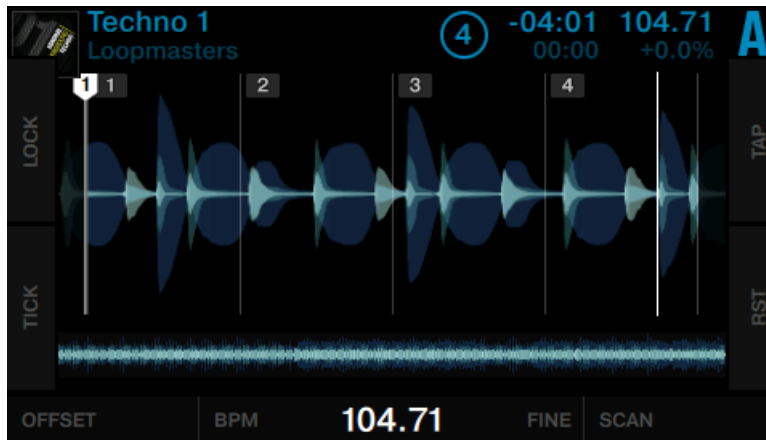 Techno 1 4 -04:01 104.71 A
Loopmasters 00:00 +0.0%
1 1 2 3 4
LOCK TAP
TICK RST
OFFSET BPM 104.71 FINE SCAN